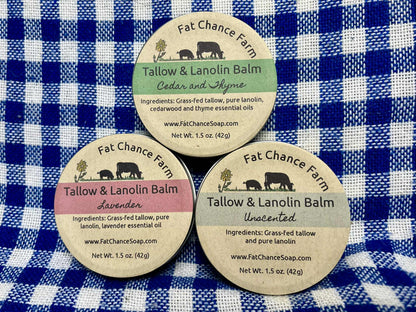 Fat Chance Farm
Tallow & Lanolin Balm
Cedar and Thyme
Ingredients: Grass-fed tallow, pure lanolin,
cedarwood and thyme essential oils
www.FatChanceSoap.com
Net Wt. 1.5 oz. (42g)
Fat Chance Farm
Tallow & Lanolin Balm
Lavender
Ingredients: Grass-fed tallow, pure
lanolin, lavender essential oil
www.FatChanceSoap.com
Net Wt. 1.5 oz. (42g)
Fat Chance Farm
Tallow & Lanolin Balm
Unscented
Ingredients: Grass-fed tallow
and pure lanolin
www.FatChanceSoap.com
Net Wt. 1.5 oz. (42g)